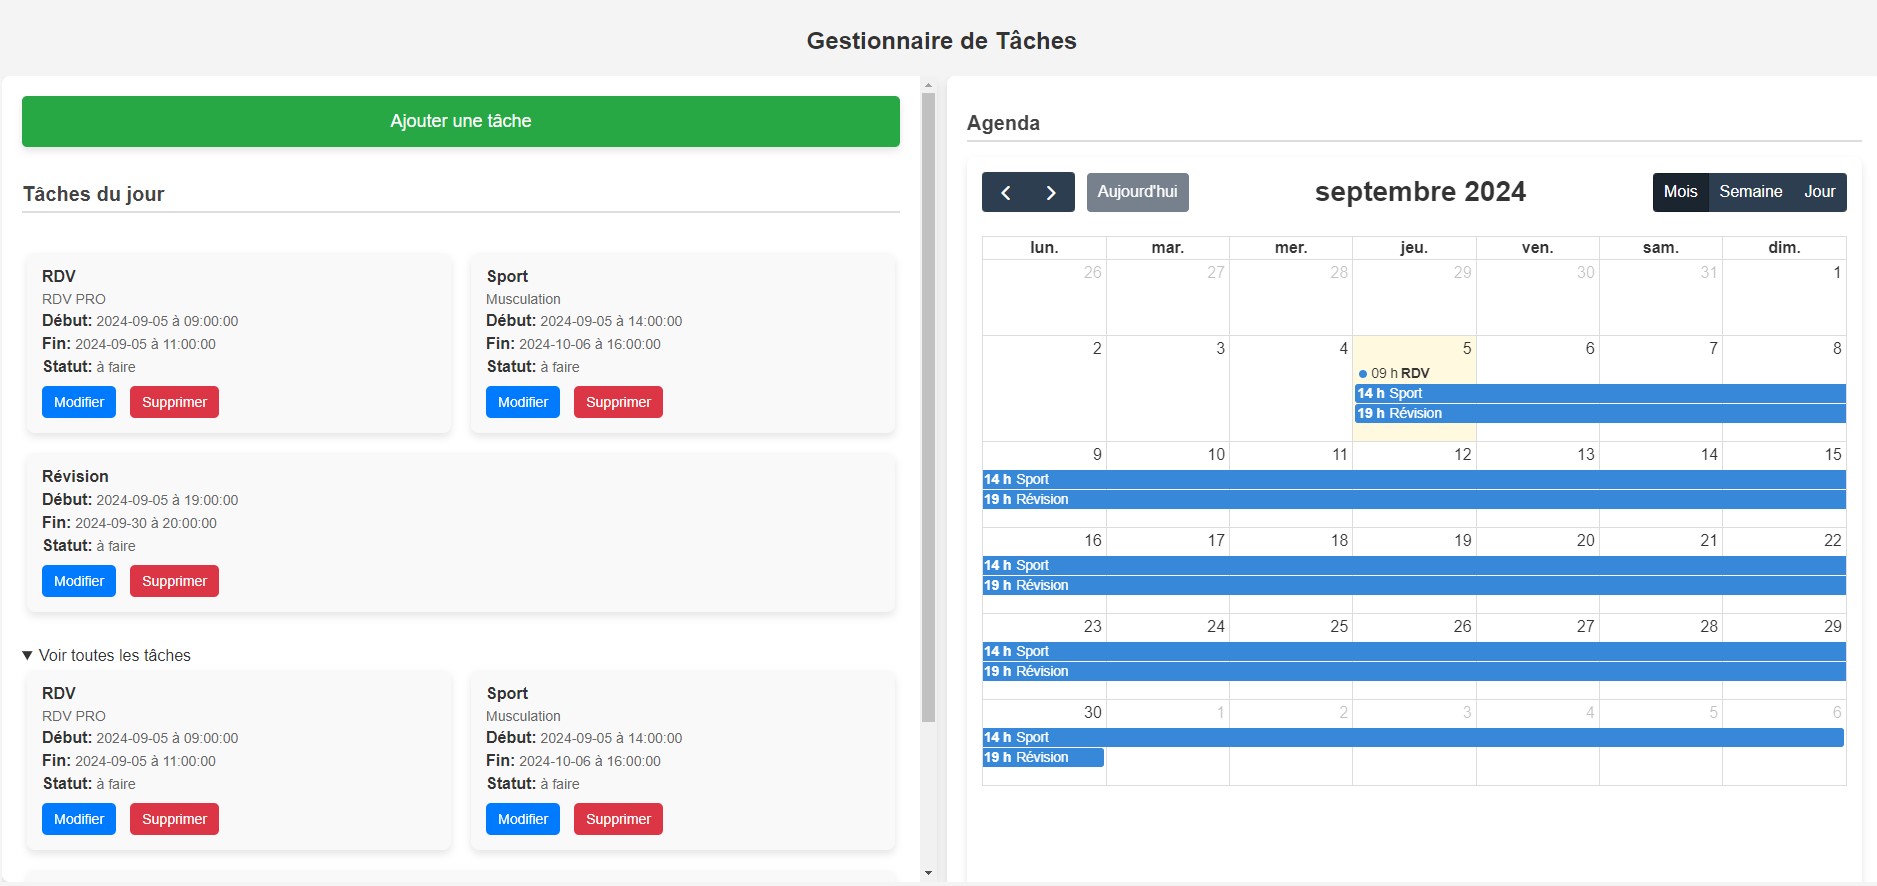 Gestionnaire de Tâches
Ajouter une tâche
Tâches du jour
RDV
RDV PRO
Début: 2024-09-05 à 09:00:00
Fin: 2024-09-05 à 11:00:00
Statut: à faire
Modifier Supprimer
Sport
Musculation
Début: 2024-09-05 à 14:00:00
Fin: 2024-10-06 à 16:00:00
Statut: à faire
Modifier Supprimer
Révision
Début: 2024-09-05 à 19:00:00
Fin: 2024-09-30 à 20:00:00
Statut: à faire
Modifier Supprimer
▼ Voir toutes les tâches
RDV
RDV PRO
Début: 2024-09-05 à 09:00:00
Fin: 2024-09-05 à 11:00:00
Statut: à faire
Modifier Supprimer
Sport
Musculation
Début: 2024-09-05 à 14:00:00
Fin: 2024-10-06 à 16:00:00
Statut: à faire
Modifier Supprimer
Agenda
Aujourd'hui septembre 2024 Mois Semaine Jour
lun. mar. mer. jeu. ven. sam. dim.
26 27 28 29 30 31 1
2 3 4 5 6 7 8
09 h RDV
14 h Sport
19 h Révision
9 10 11 12 13 14 15
14 h Sport
19 h Révision
16 17 18 19 20 21 22
14 h Sport
19 h Révision
23 24 25 26 27 28 29
14 h Sport
19 h Révision
30 1 2 3 4 5 6
14 h Sport
19 h Révision